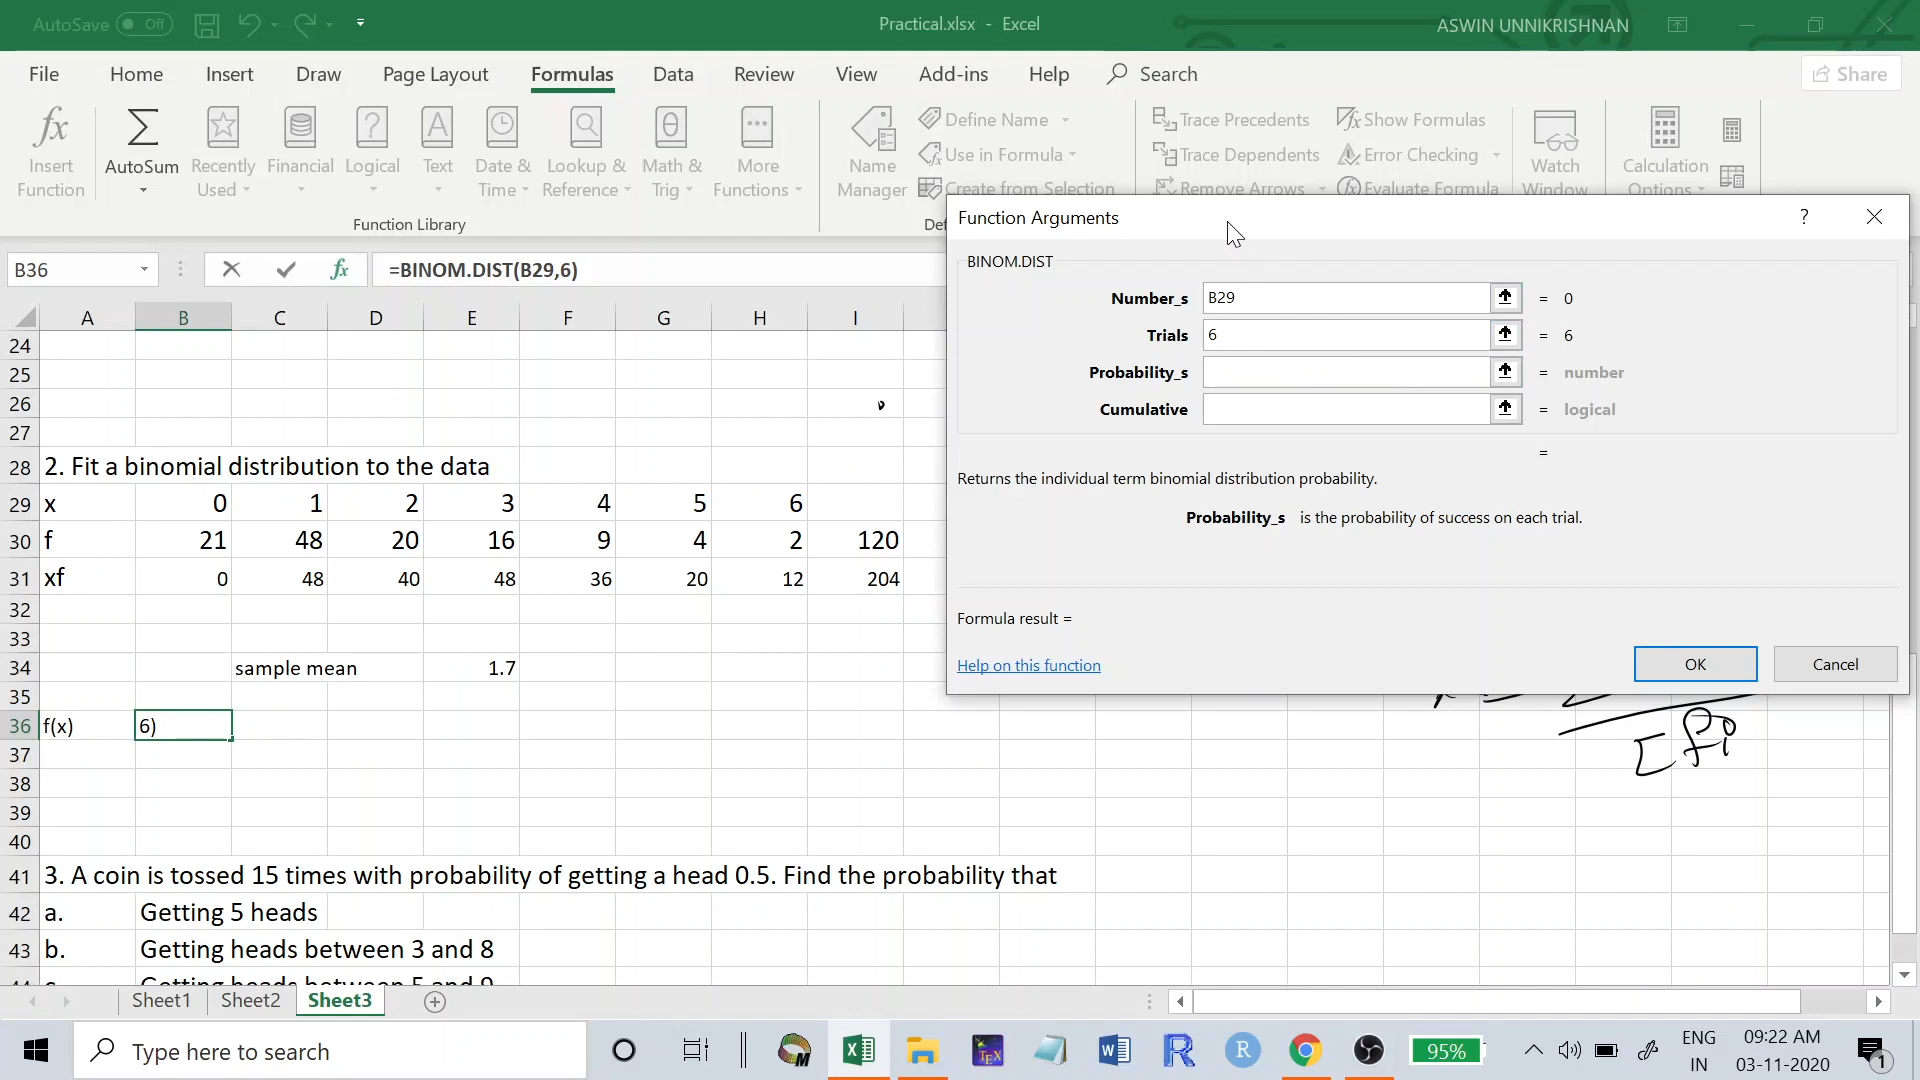 AutoSave Off
Practical.xlsx - Excel
ASWIN UNNIKRISHNAN
File Home Insert Draw Page Layout Formulas Data Review View Add-ins Help Search Share
Insert Function
AutoSum
Recently Used
Financial
Logical
Text
Date & Time
Lookup & Reference
Math & Trig
More Functions
Function Library
Name Manager
Define Name
Use in Formula
Create from Selection
Def
Trace Precedents
Trace Dependents
Remove Arrows
Show Formulas
Error Checking
Evaluate Formula
Watch Window
Calculation Options
B36 fx =BINOM.DIST(B29,6)
Function Arguments ? 
BINOM.DIST
Number_s B29 = 0
Trials 6 = 6
Probability_s = number
Cumulative = logical
=
Returns the individual term binomial distribution probability.
Probability_s is the probability of success on each trial.
Formula result =
Help on this function
OK Cancel
A B C D E F G H I
24
25
26
27
28 2. Fit a binomial distribution to the data
29 x 0 1 2 3 4 5 6
30 f 21 48 20 16 9 4 2 120
31 xf 0 48 40 48 36 20 12 204
32
33
34 sample mean 1.7
35
36 f(x) 6)
37
38
39
40
41 3. A coin is tossed 15 times with probability of getting a head 0.5. Find the probability that
42 a. Getting 5 heads
43 b. Getting heads between 3 and 8
Sheet1 Sheet2 Sheet3
Type here to search
95%
ENG
IN
09:22 AM
03-11-2020
1